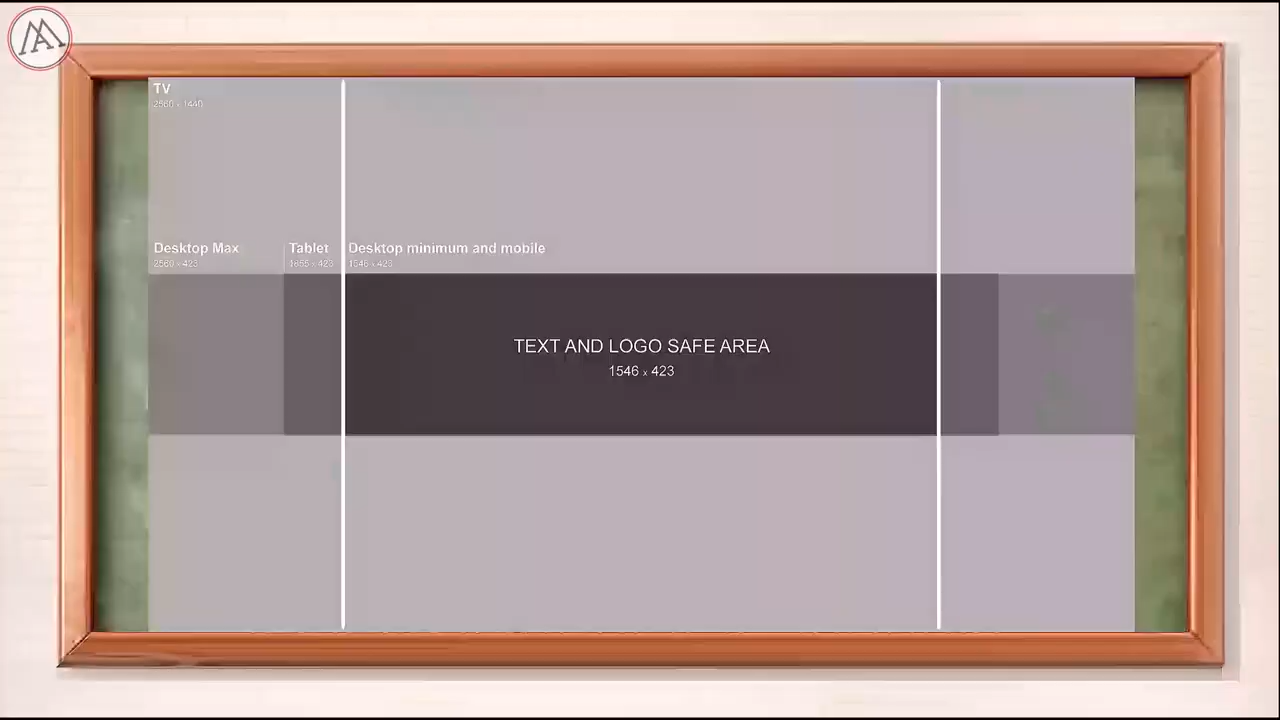 TV
2560 x 1440
Desktop Max
2560 x 423
Tablet
1855 x 423
Desktop minimum and mobile
1546 x 423
TEXT AND LOGO SAFE AREA
1546 x 423